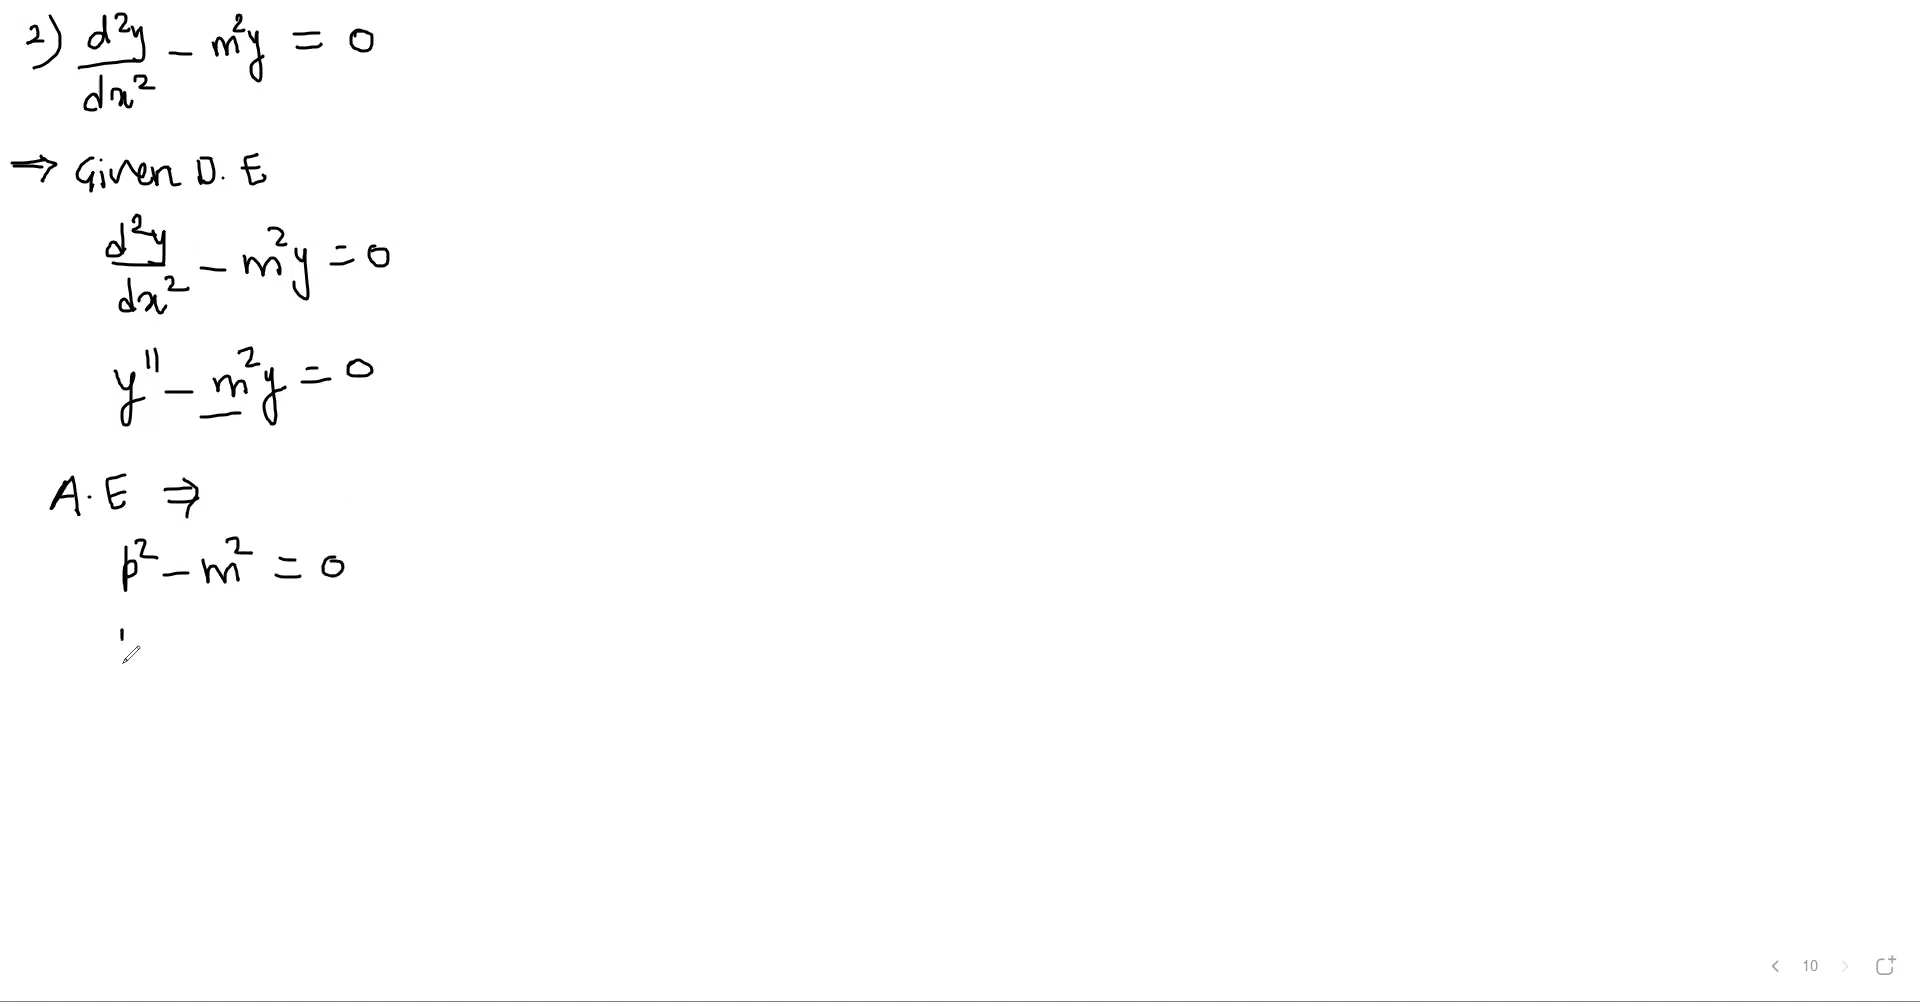 2) d²y/dx² - m²y = 0
⇒ Given D.E
d²y/dx² - m²y = 0
y'' - m²y = 0
A.E ⇒
p² - m² = 0
10